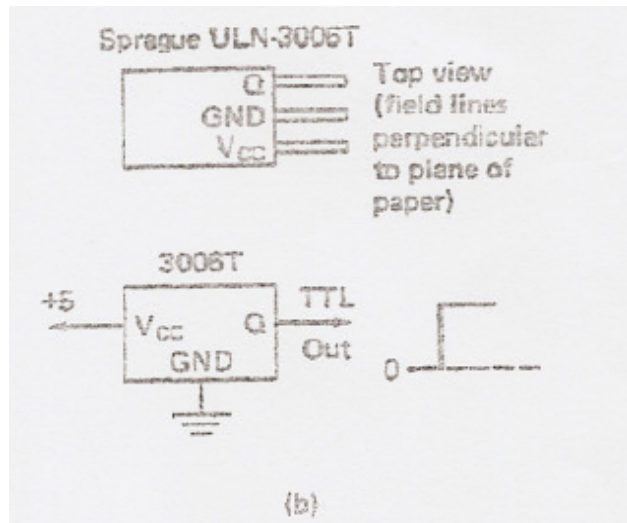 Sprague ULN-3006T
Q
GND
VCC
Top view
(field lines
perpendicular
to plane of
paper)
3006T
+5
VCC
Q
GND
TTL
Out
0
(b)